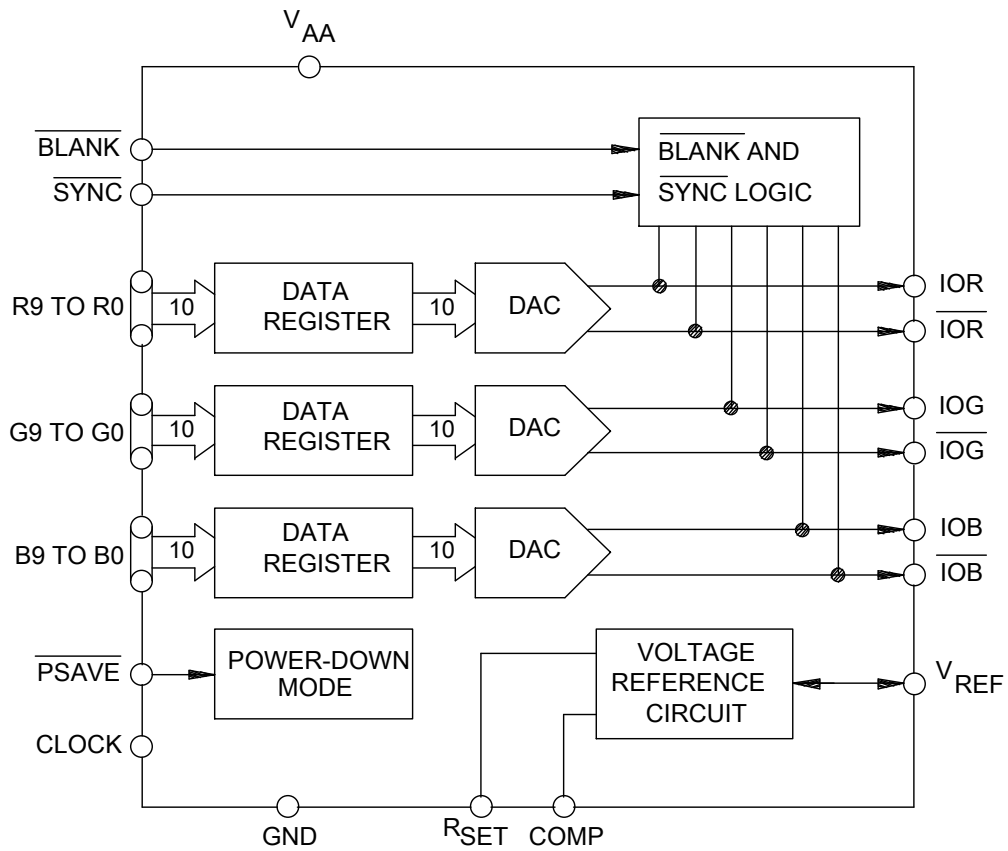 VAA
BLANK
SYNC
BLANK AND
SYNC LOGIC
R9 TO R0
10
DATA
REGISTER
10
DAC
IOR
IOR
G9 TO G0
10
DATA
REGISTER
10
DAC
IOG
IOG
B9 TO B0
10
DATA
REGISTER
10
DAC
IOB
IOB
PSAVE
POWER-DOWN
MODE
VOLTAGE
REFERENCE
CIRCUIT
VREF
CLOCK
GND
RSET
COMP